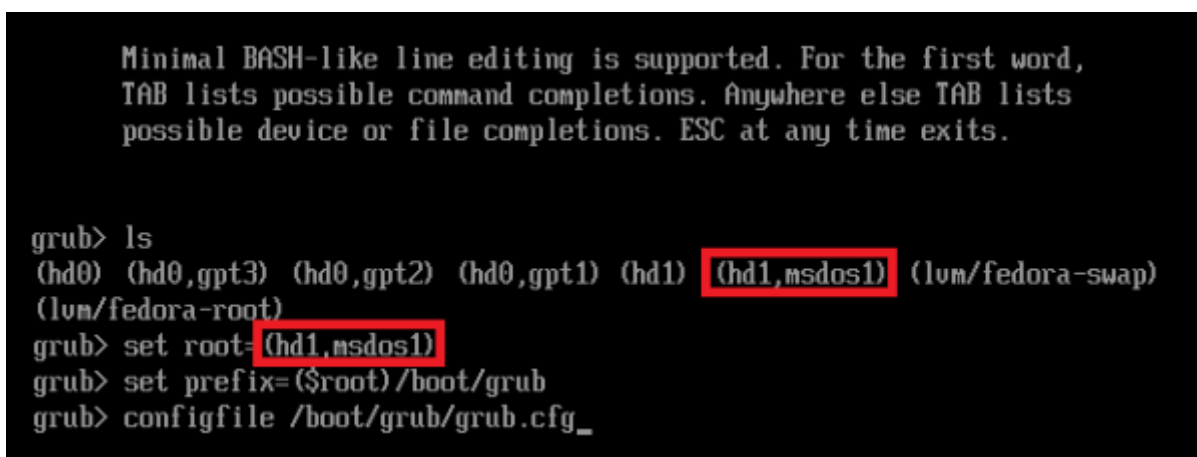 Minimal BASH-like line editing is supported. For the first word,
TAB lists possible command completions. Anywhere else TAB lists
possible device or file completions. ESC at any time exits.
grub> ls
(hd0) (hd0,gpt3) (hd0,gpt2) (hd0,gpt1) (hd1) (hd1,msdos1) (lvm/fedora-swap)
(lvm/fedora-root)
grub> set root=(hd1,msdos1)
grub> set prefix=($root)/boot/grub
grub> configfile /boot/grub/grub.cfg_